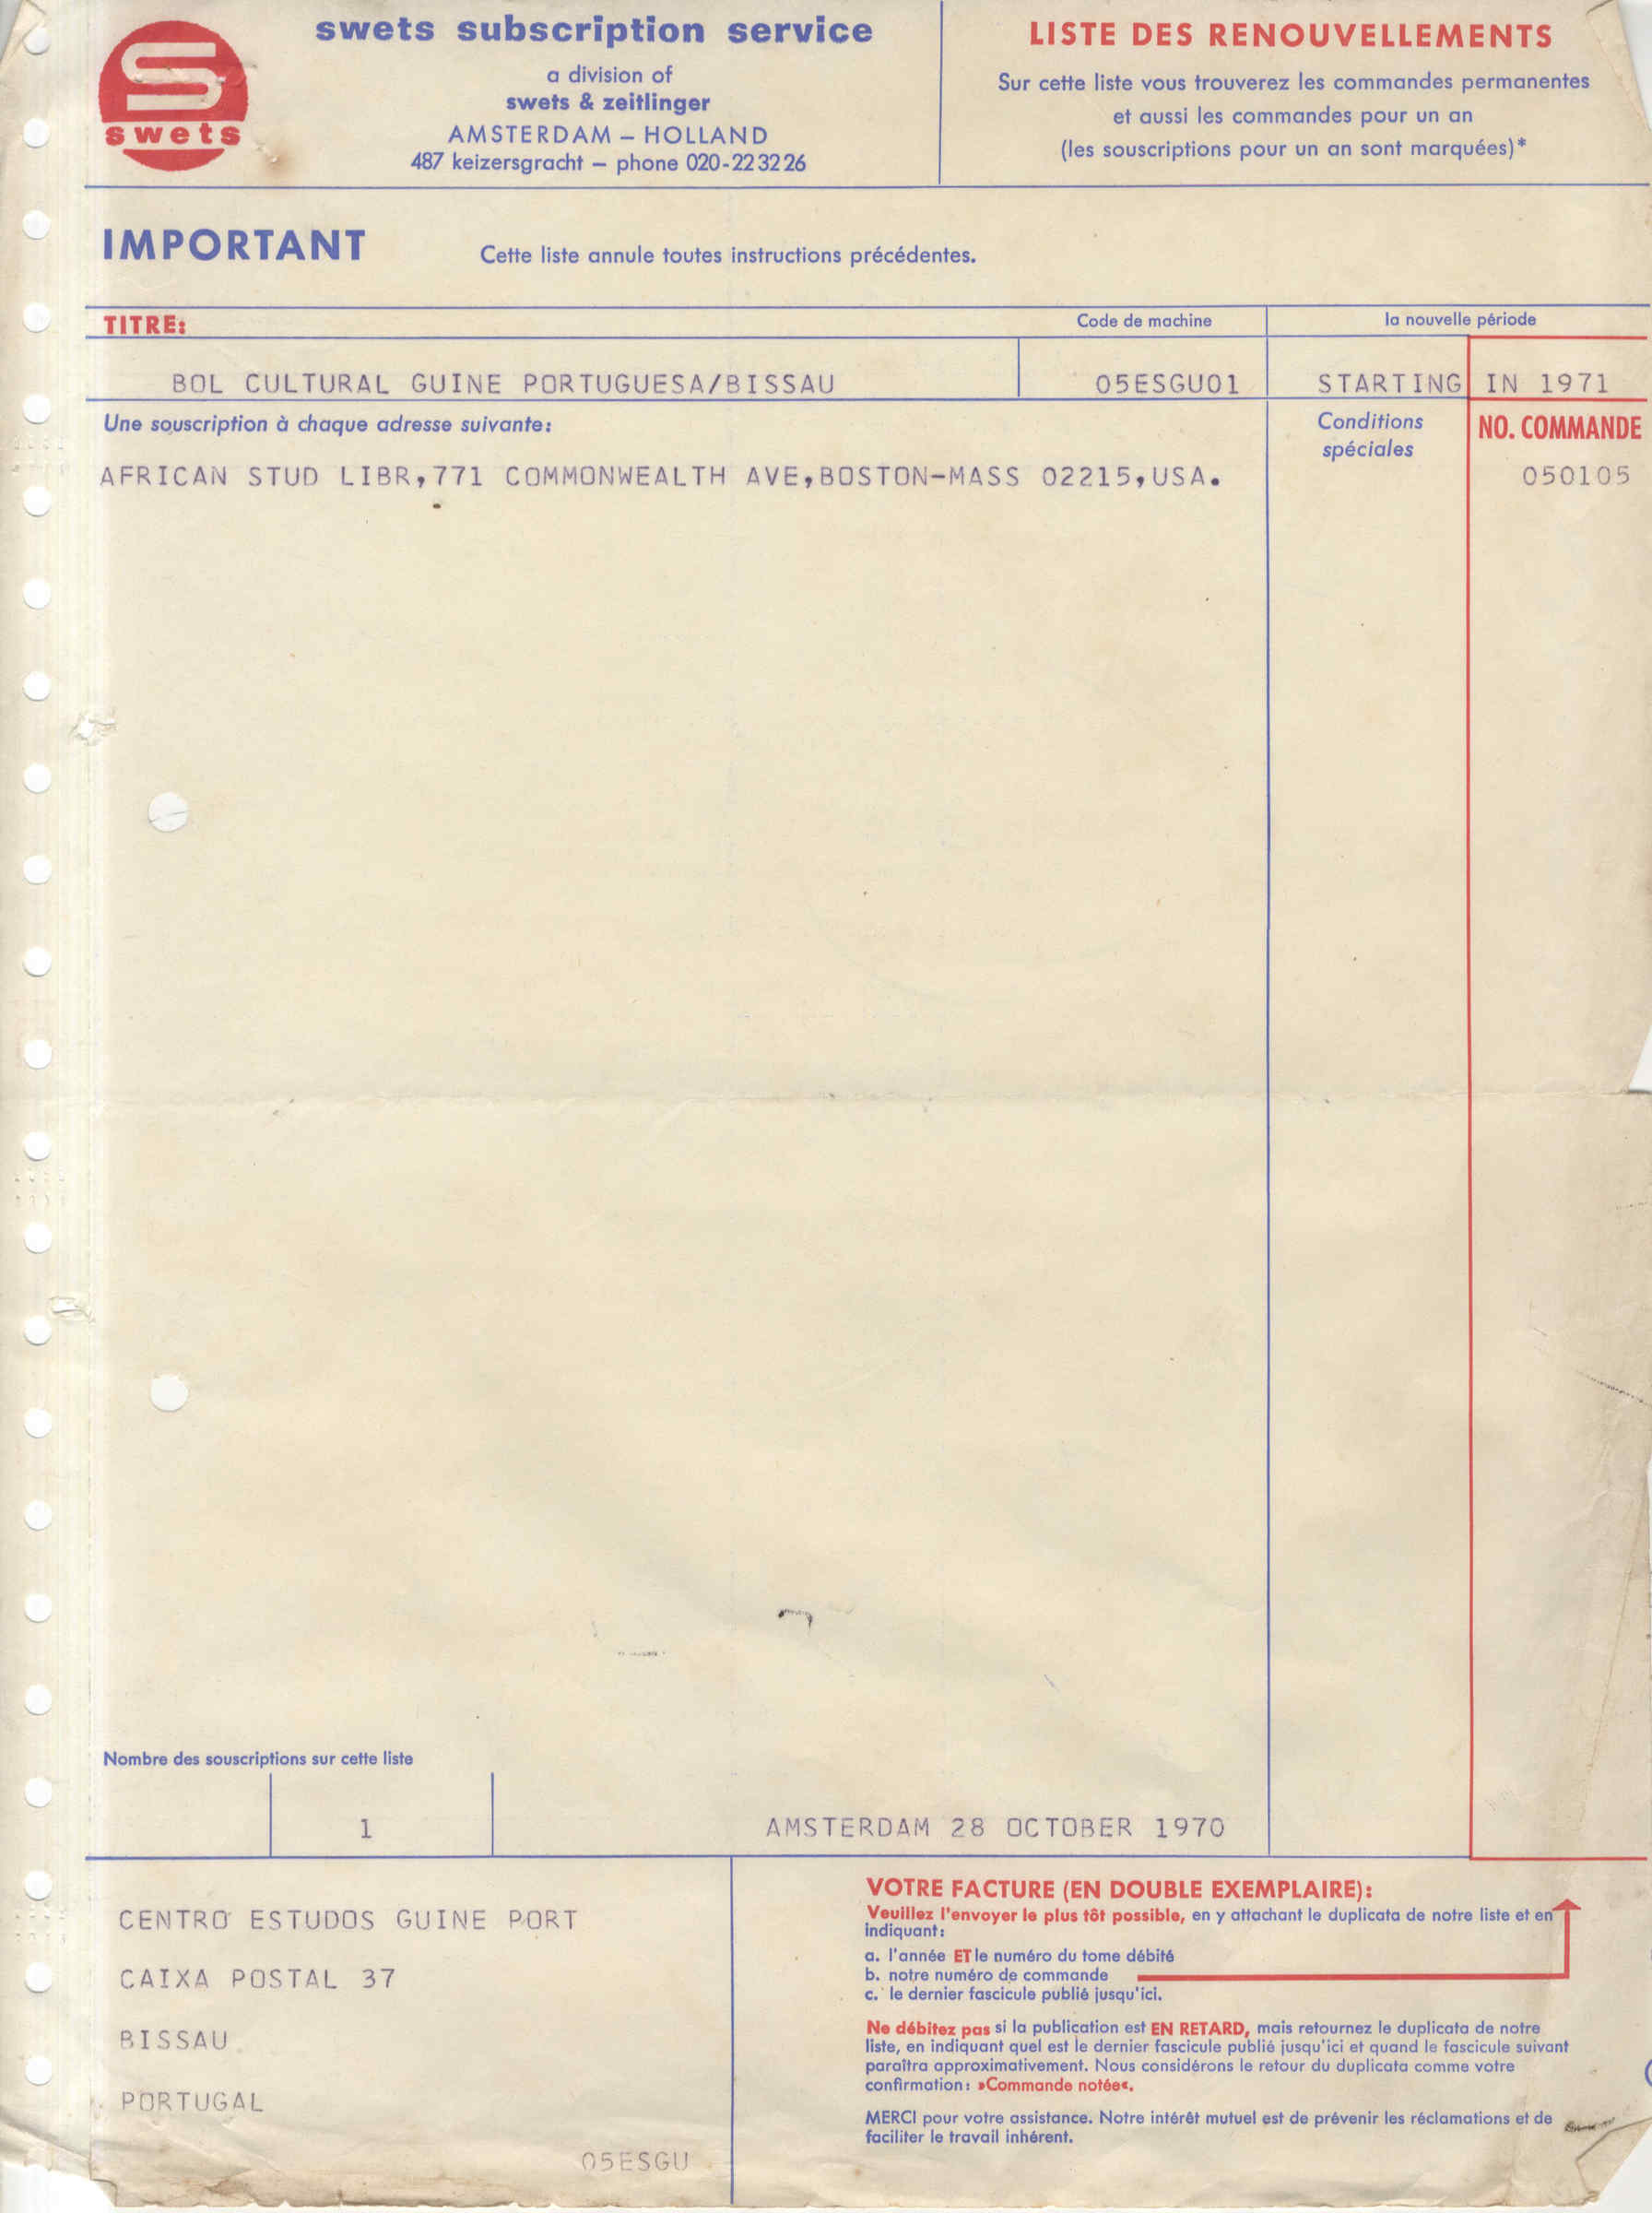 swets
swets subscription service
a division of
swets & zeitlinger
AMSTERDAM – HOLLAND
487 keizersgracht – phone 020-223226
LISTE DES RENOUVELLEMENTS
Sur cette liste vous trouverez les commandes permanentes
et aussi les commandes pour un an
(les souscriptions pour un an sont marquées)*
IMPORTANT Cette liste annule toutes instructions précédentes.
TITRE: Code de machine la nouvelle période
BOL CULTURAL GUINE PORTUGUESA/BISSAU 05ESGU01 STARTING IN 1971
Une souscription à chaque adresse suivante: Conditions spéciales NO. COMMANDE
AFRICAN STUD LIBR,771 COMMONWEALTH AVE,BOSTON-MASS 02215,USA. 050105
Nombre des souscriptions sur cette liste
1 AMSTERDAM 28 OCTOBER 1970
CENTRO ESTUDOS GUINE PORT
CAIXA POSTAL 37
BISSAU
PORTUGAL
05ESGU
VOTRE FACTURE (EN DOUBLE EXEMPLAIRE):
Veuillez l'envoyer le plus tôt possible, en y attachant le duplicata de notre liste et en
indiquant:
a. l'année ET le numéro du tome débité
b. notre numéro de commande
c. le dernier fascicule publié jusqu'ici.
Ne débitez pas si la publication est EN RETARD, mais retournez le duplicata de notre
liste, en indiquant quel est le dernier fascicule publié jusqu'ici et quand le fascicule suivant
paraîtra approximativement. Nous considérons le retour du duplicata comme votre
confirmation: »Commande notée«.
MERCI pour votre assistance. Notre intérêt mutuel est de prévenir les réclamations et de
faciliter le travail inhérent.